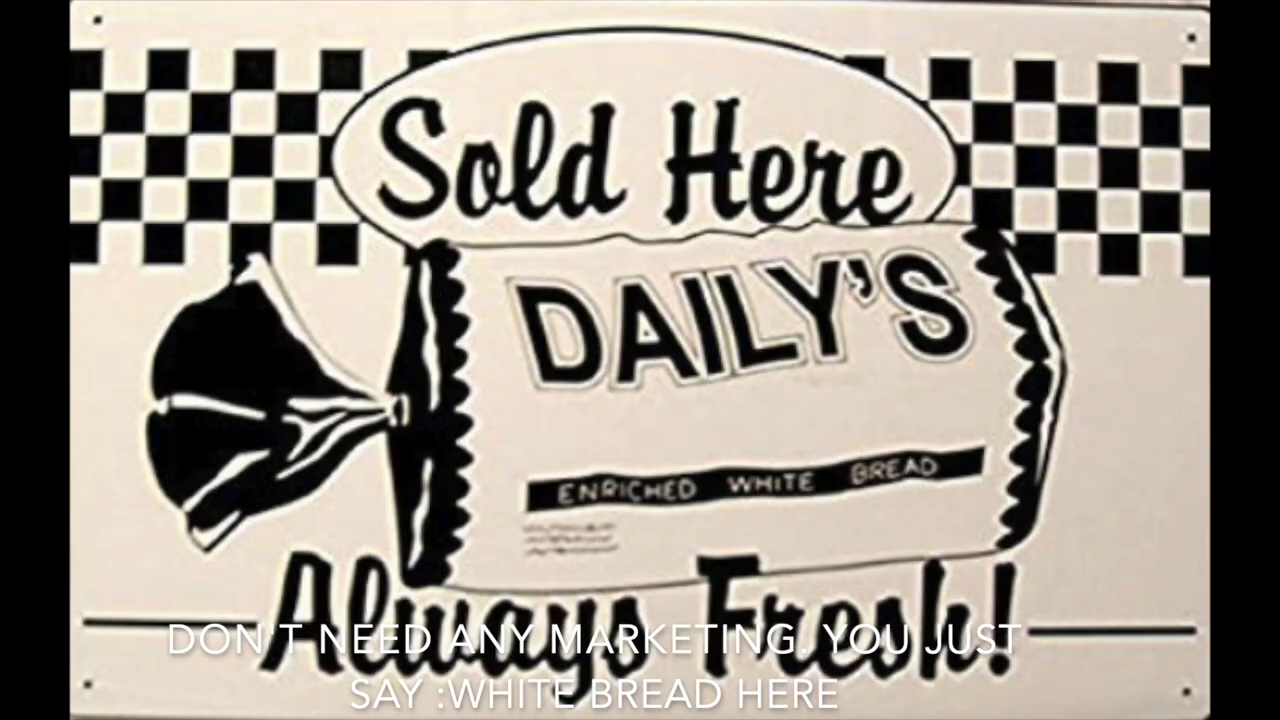 Sold Here
DAILY'S
ENRICHED WHITE BREAD
Always Fresh!
DON'T NEED ANY MARKETING. YOU JUST
SAY :WHITE BREAD HERE